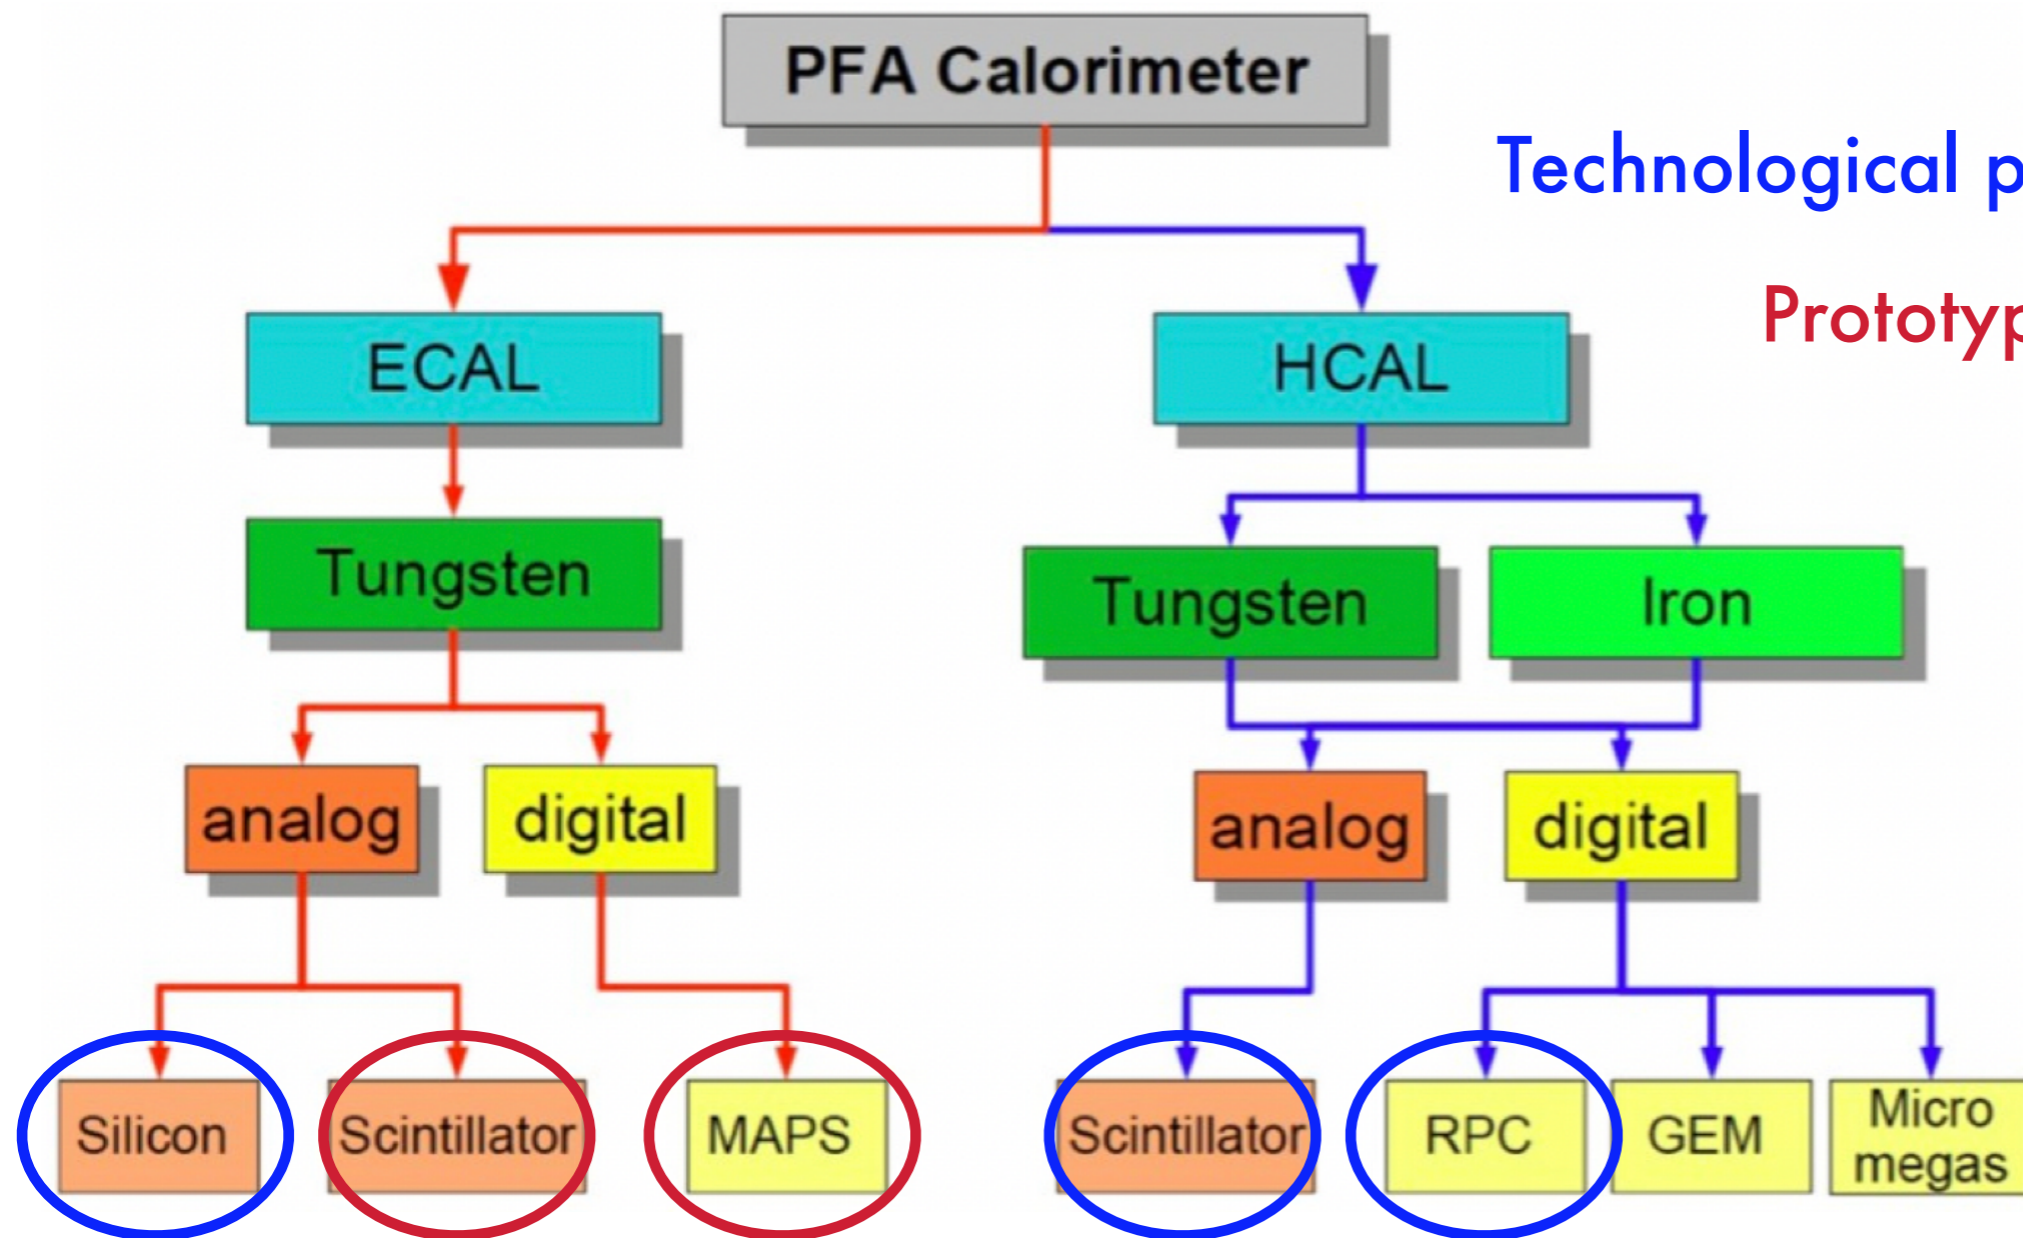 PFA Calorimeter
Technological p
Prototyp
ECAL
HCAL
Tungsten
Tungsten
Iron
analog
digital
analog
digital
Silicon
Scintillator
MAPS
Scintillator
RPC
GEM
Micro
megas